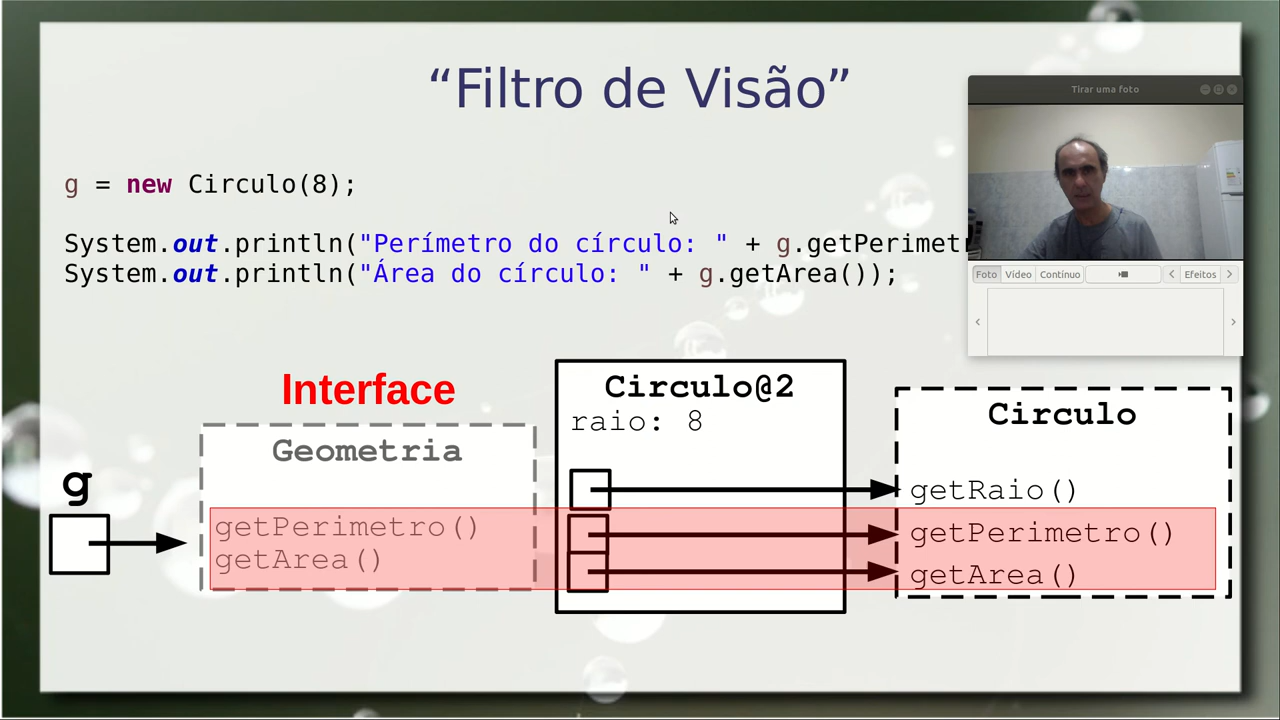 “Filtro de Visão”
Tirar uma foto
g = new Circulo(8);
System.out.println("Perímetro do círculo: " + g.getPerimetr
System.out.println("Área do círculo: " + g.getArea());
Foto Vídeo Contínuo Efeitos
Interface
Geometria
g
getPerimetro()
getArea()
Circulo@2
raio: 8
Circulo
getRaio()
getPerimetro()
getArea()